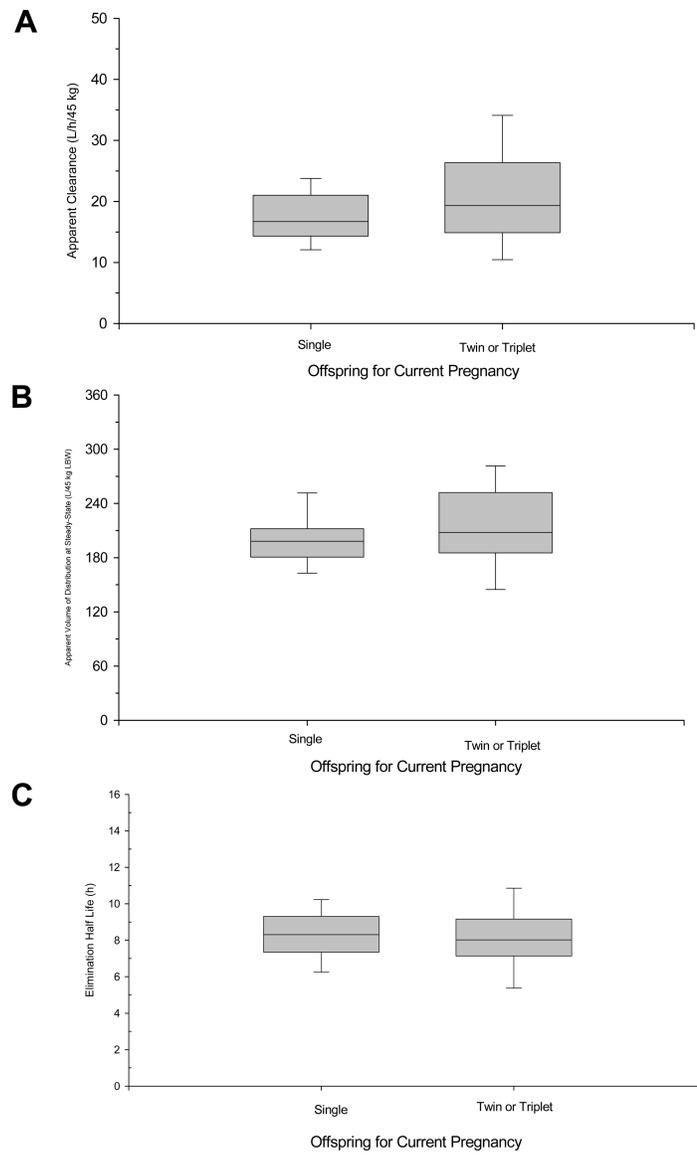 A
50
40
30
20
10
0
Apparent Clearance (L/h/45 kg)
Single
Twin or Triplet
Offspring for Current Pregnancy
B
360
300
240
180
120
60
0
Apparent Volume of Distribution at Steady-State (L/45 kg LBW)
Single
Twin or Triplet
Offspring for Current Pregnancy
C
16
14
12
10
8
6
4
2
0
Elimination Half Life (h)
Single
Twin or Triplet
Offspring for Current Pregnancy